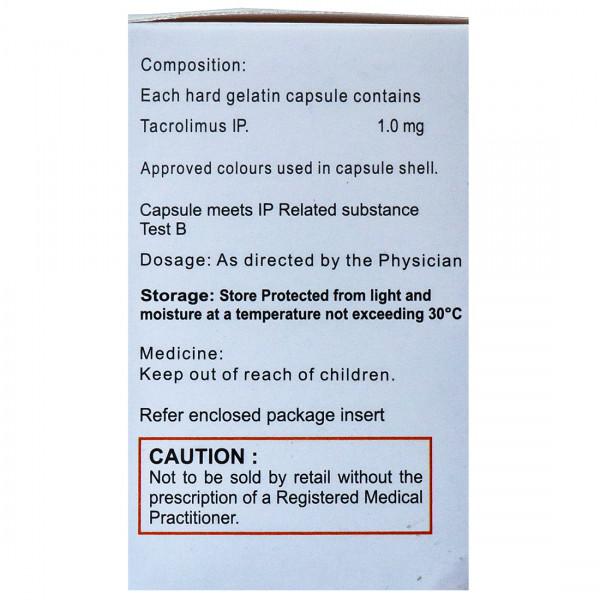 Composition:
Each hard gelatin capsule contains
Tacrolimus IP. 1.0 mg
Approved colours used in capsule shell.
Capsule meets IP Related substance
Test B
Dosage: As directed by the Physician
Storage: Store Protected from light and
moisture at a temperature not exceeding 30°C
Medicine:
Keep out of reach of children.
Refer enclosed package insert
CAUTION :
Not to be sold by retail without the
prescription of a Registered Medical
Practitioner.